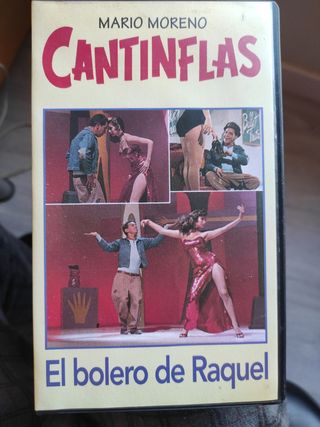 MARIO MORENO
CANTINFLAS
El bolero de Raquel